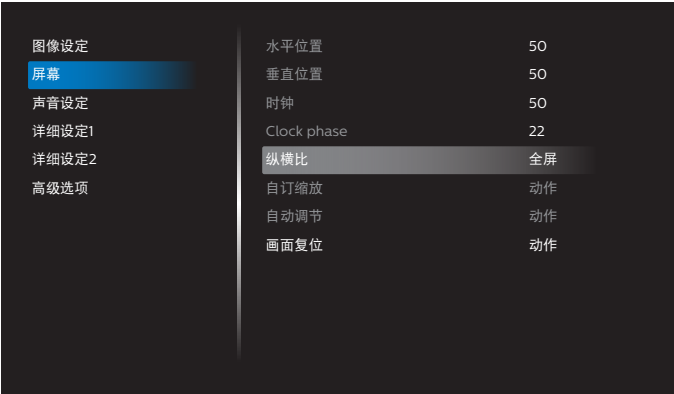 图像设定
屏幕
声音设定
详细设定1
详细设定2
高级选项
水平位置 50
垂直位置 50
时钟 50
Clock phase 22
纵横比 全屏
自订缩放 动作
自动调节 动作
画面复位 动作